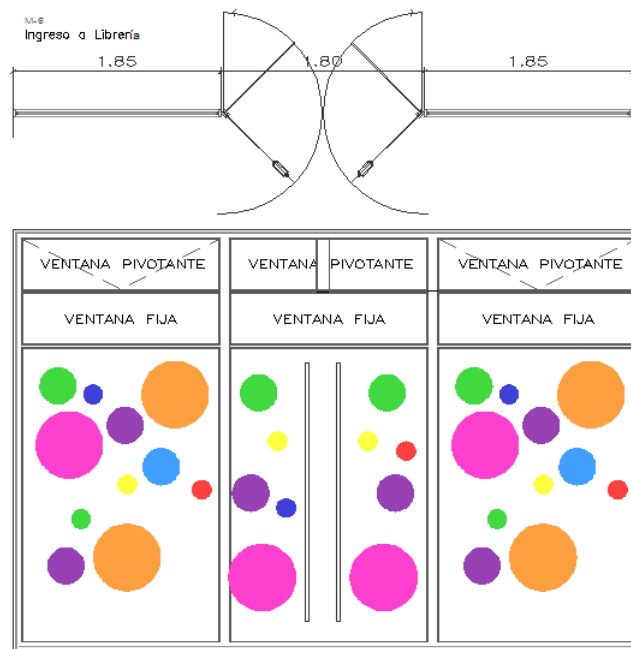 M-6
Ingreso a Librería
1.85 1.80 1.85
VENTANA PIVOTANTE VENTANA PIVOTANTE VENTANA PIVOTANTE
VENTANA FIJA VENTANA FIJA VENTANA FIJA